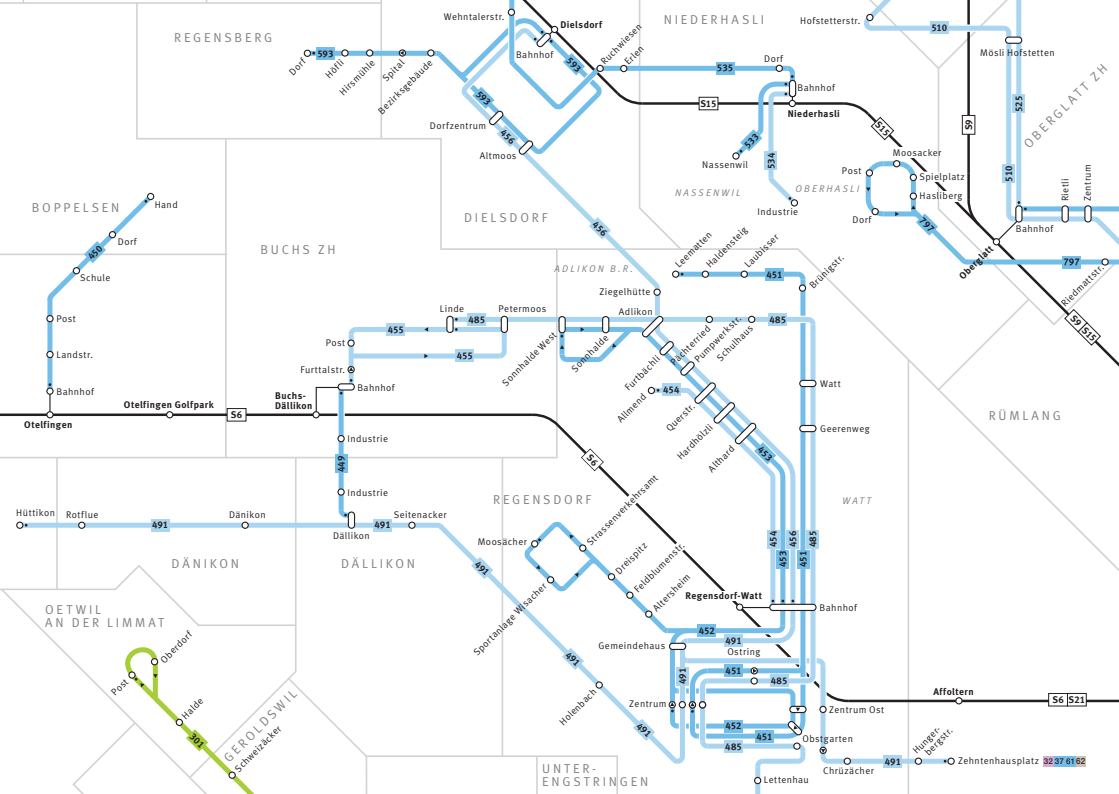 Wehntalerstr.
Dielsdorf
NIEDERHASLI
Hofstetterstr.
510
REGENSBERG
Mösli Hofstetten
Dorf
593
Höfli
Hirsmühle
Spital
Bezirksgebäude
Bahnhof
593
Ruchwiesen
Erlen
535
Dorf
Bahnhof
OBERGLATT ZH
593
S15
Niederhasli
525
S9
S15
Dorfzentrum
456
Altmoos
533
534
Nassenwil
Moosacker
Post
Spielplatz
Hasliberg
510
Rietli
Zentrum
NASSENWIL
OBERHASLI
Hand
BOPPELSEN
Industrie
Dorf
797
Bahnhof
DIELSDORF
456
Dorf
450
BUCHS ZH
Oberglatt
797
Schule
ADLIKON B.R.
Leematten
Haldensteig
Laubisser
451
Brünigstr.
Riedmattstr.
Ziegelhütte
Post
Linde
485
Petermoos
Adlikon
485
S9 S15
455
Landstr.
Post
455
Sonnhalde West
Sonnhalde
Furtbächli
Pächterried
Pumpwerkstr.
Schulhaus
Furttalstr.
Bahnhof
Bahnhof
Watt
454
Allmend
Buchs-
Dällikon
Otelfingen Golfpark
S6
Otelfingen
Querstr.
Hardhölzli
Althard
Geerenweg
RÜMLANG
Industrie
453
449
S6
Industrie
REGENSDORF
WATT
Hüttikon
Rotflue
491
Dänikon
491
Seitenacker
Dällikon
Strassenverkehrsamt
Moosächer
454
453
456
451
485
DÄNIKON
DÄLLIKON
491
Dreispitz
Feldblumenstr.
Altersheim
Sportanlage Wisacher
Regensdorf-Watt
Bahnhof
OETWIL
AN DER LIMMAT
452
491
Gemeindehaus
Ostring
Oberdorf
491
491
451
485
Post
Holenbach
Affoltern
S6 S21
Halde
Zentrum
Zentrum Ost
GEROLDSWIL
301
491
452
451
485
Obstgarten
Schweizäcker
Hunger-
bergstr.
Chrüzächer
491
Zehntenhausplatz 32 37 61 62
UNTER-
ENGSTRINGEN
Lettenhau